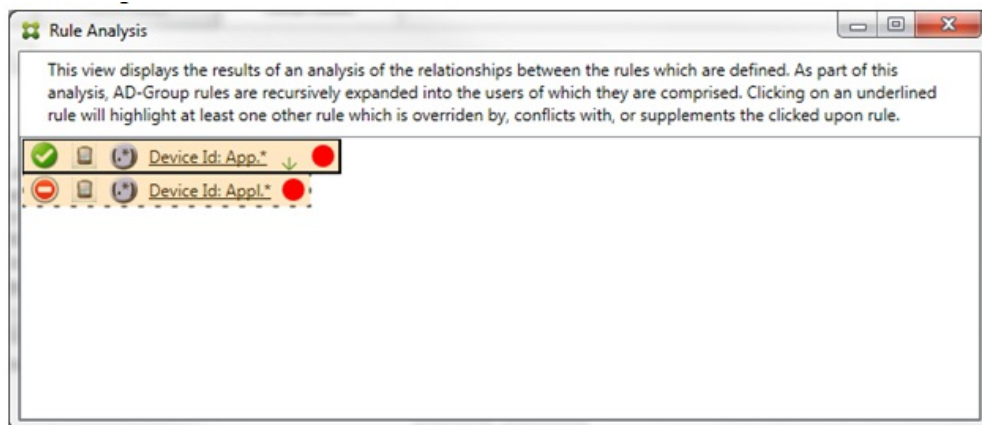 Rule Analysis
This view displays the results of an analysis of the relationships between the rules which are defined. As part of this
analysis, AD-Group rules are recursively expanded into the users of which they are comprised. Clicking on an underlined
rule will highlight at least one other rule which is overriden by, conflicts with, or supplements the clicked upon rule.
(.*) Device Id: App.*
(.*) Device Id: Appl.*